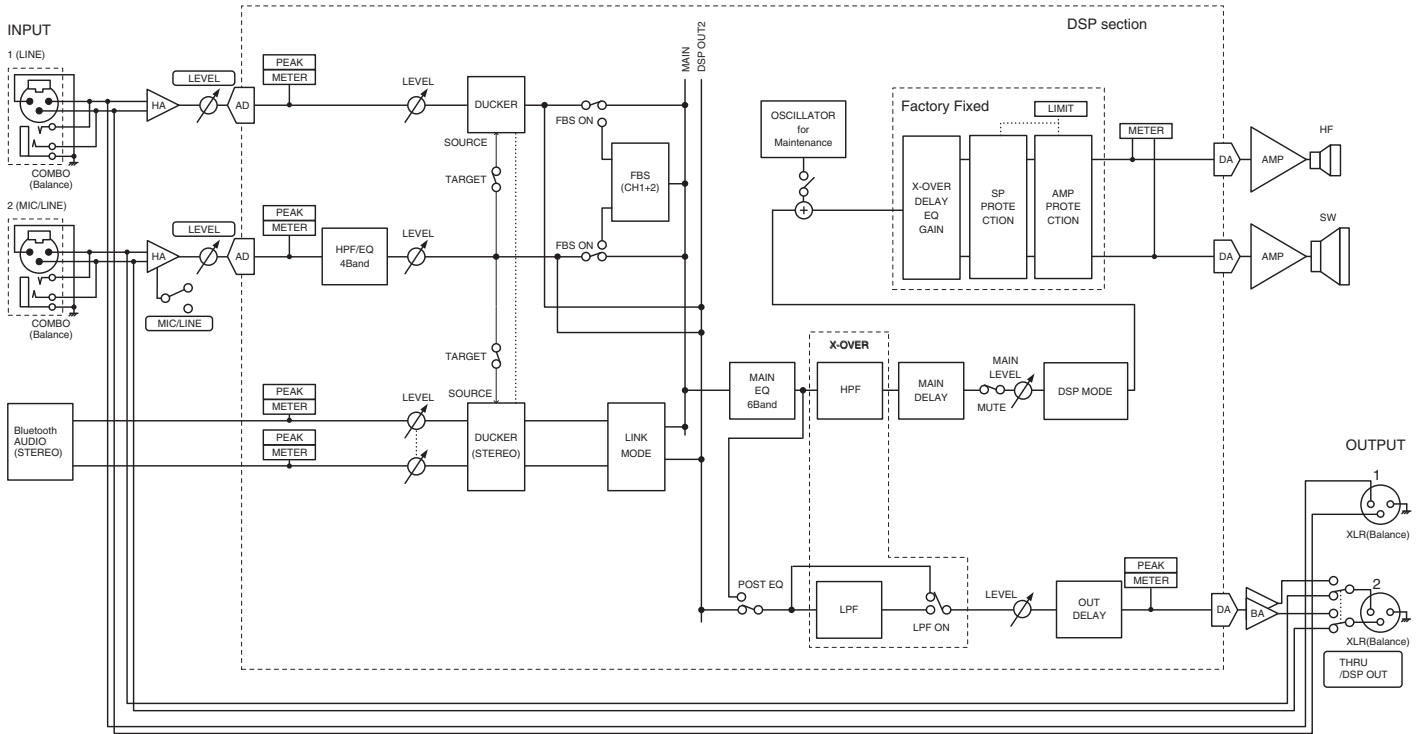 INPUT
1 (LINE)
COMBO
(Balance)
HA
LEVEL
AD
PEAK
METER
LEVEL
DUCKER
SOURCE
TARGET
FBS ON
FBS
(CH1+2)
FBS ON
MAIN
DSP OUT2
DSP section
OSCILLATOR
for
Maintenance
+
Factory Fixed
LIMIT
X-OVER
DELAY
EQ
GAIN
SP
PROTE
CTION
AMP
PROTE
CTION
METER
DA
AMP
HF
DA
AMP
SW
2 (MIC/LINE)
COMBO
(Balance)
HA
MIC/LINE
LEVEL
AD
PEAK
METER
HPF/EQ
4Band
LEVEL
TARGET
SOURCE
Bluetooth
AUDIO
(STEREO)
PEAK
METER
PEAK
METER
LEVEL
DUCKER
(STEREO)
LINK
MODE
MAIN
EQ
6Band
X-OVER
HPF
MAIN
DELAY
MAIN
LEVEL
MUTE
DSP MODE
POST EQ
LPF
LPF ON
LEVEL
OUT
DELAY
PEAK
METER
DA
BA
OUTPUT
1
XLR(Balance)
2
XLR(Balance)
THRU
/DSP OUT